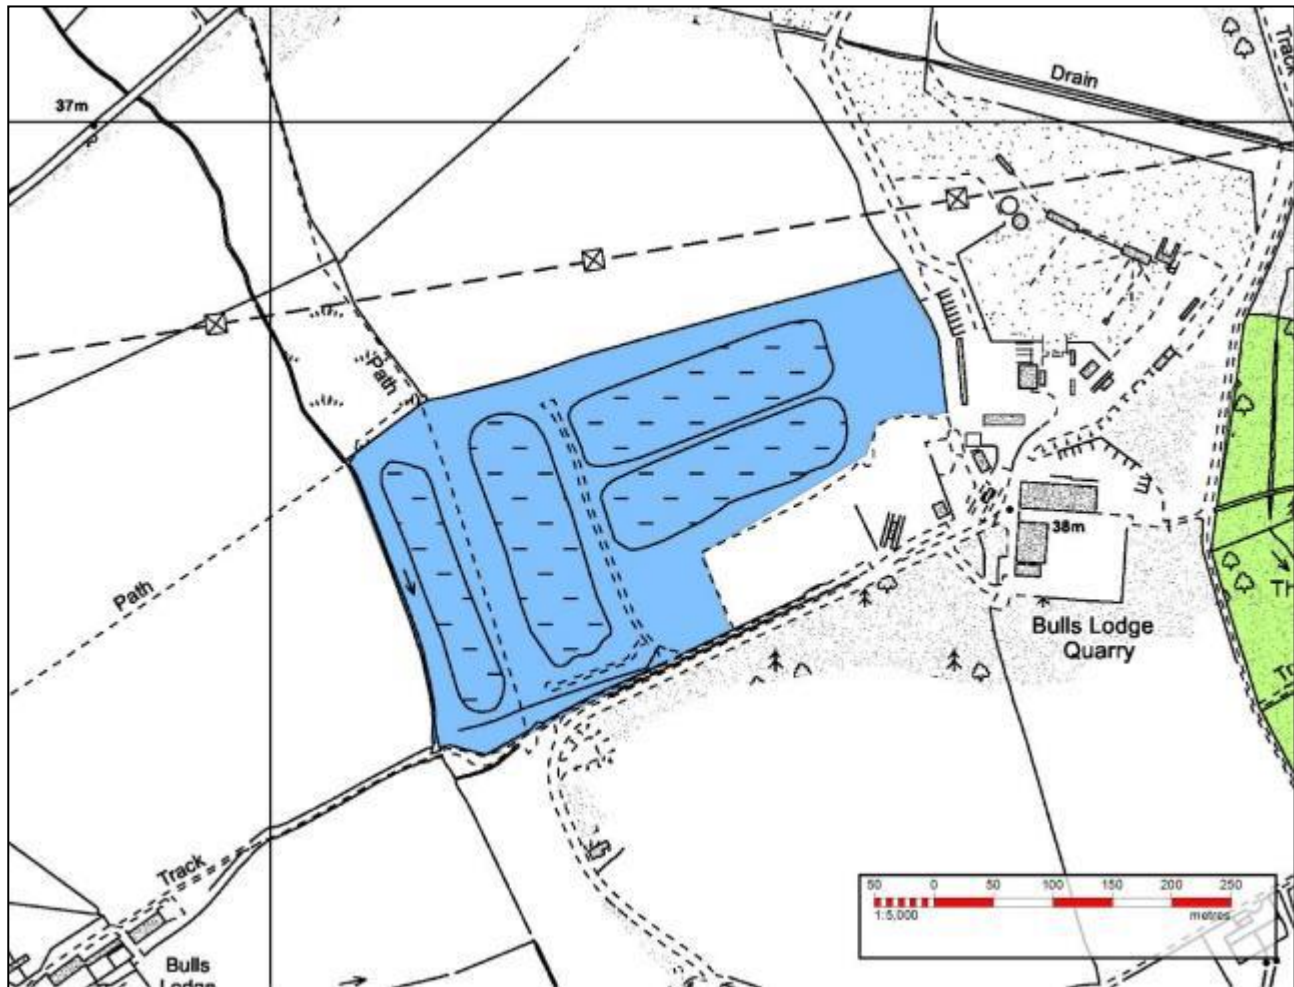 Track
Drain
37m
Path
Path
38m
Bulls Lodge
Quarry
Track
Bulls
50 0 50 100 150 200 250
1:5,000 metres